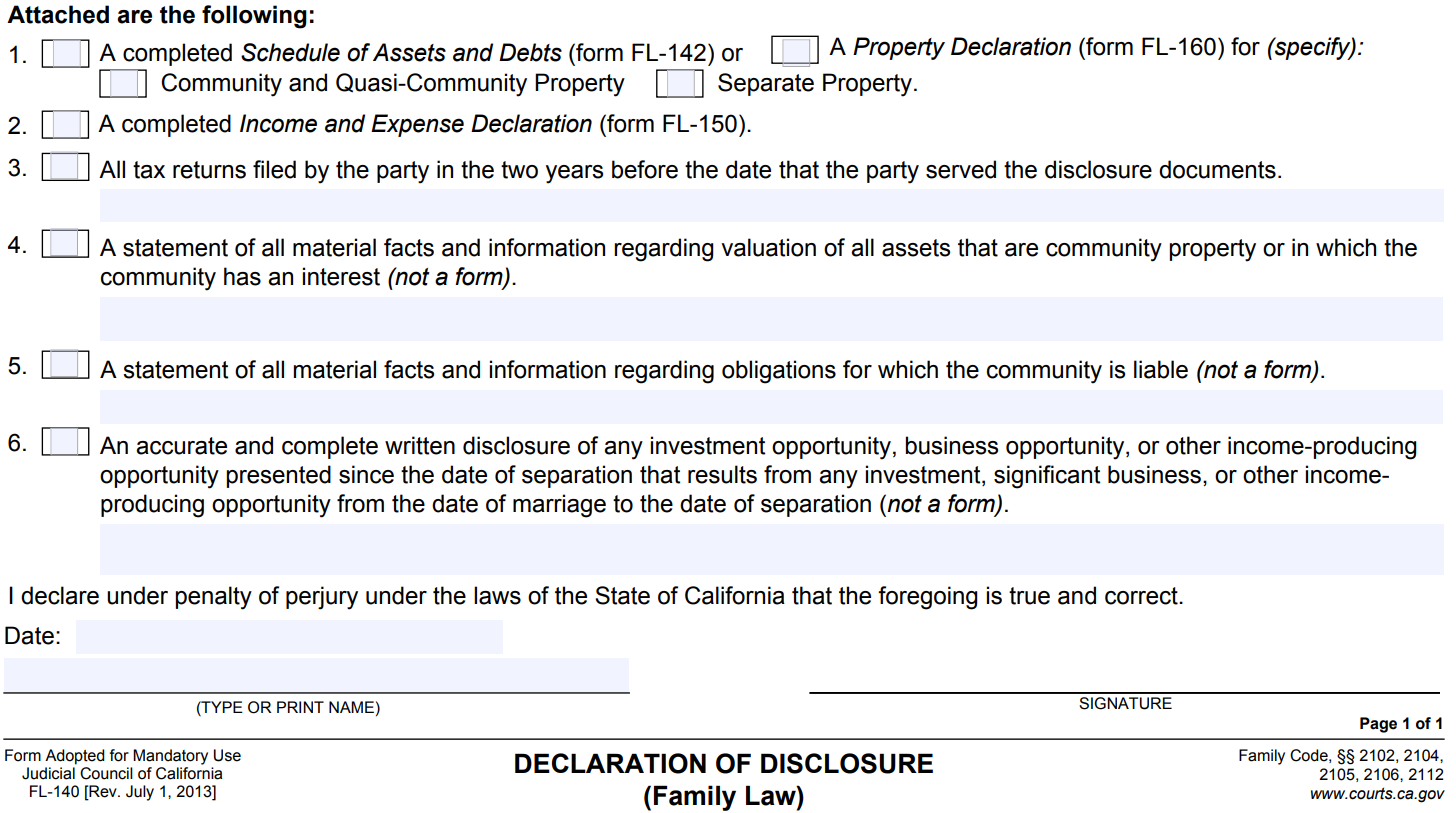 Attached are the following:
1. A completed Schedule of Assets and Debts (form FL-142) or A Property Declaration (form FL-160) for (specify):
Community and Quasi-Community Property Separate Property.
2. A completed Income and Expense Declaration (form FL-150).
3. All tax returns filed by the party in the two years before the date that the party served the disclosure documents.
4. A statement of all material facts and information regarding valuation of all assets that are community property or in which the
community has an interest (not a form).
5. A statement of all material facts and information regarding obligations for which the community is liable (not a form).
6. An accurate and complete written disclosure of any investment opportunity, business opportunity, or other income-producing
opportunity presented since the date of separation that results from any investment, significant business, or other income-
producing opportunity from the date of marriage to the date of separation (not a form).
I declare under penalty of perjury under the laws of the State of California that the foregoing is true and correct.
Date:
(TYPE OR PRINT NAME) SIGNATURE
Page 1 of 1
Form Adopted for Mandatory Use
Judicial Council of California
FL-140 [Rev. July 1, 2013]
DECLARATION OF DISCLOSURE
(Family Law)
Family Code, §§ 2102, 2104,
2105, 2106, 2112
www.courts.ca.gov